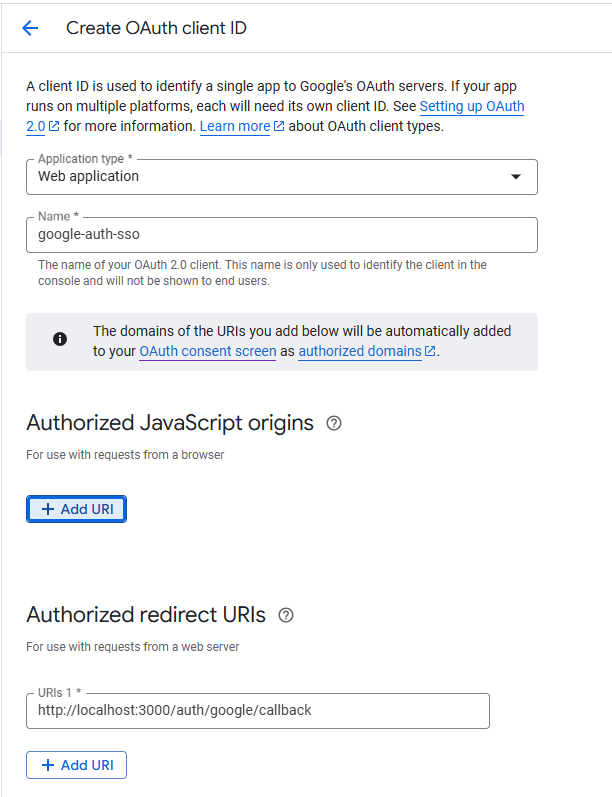 Create OAuth client ID
A client ID is used to identify a single app to Google's OAuth servers. If your app
runs on multiple platforms, each will need its own client ID. See Setting up OAuth
2.0 for more information. Learn more about OAuth client types.
Application type *
Web application
Name *
google-auth-sso
The name of your OAuth 2.0 client. This name is only used to identify the client in the
console and will not be shown to end users.
The domains of the URIs you add below will be automatically added
to your OAuth consent screen as authorized domains.
Authorized JavaScript origins
For use with requests from a browser
+ Add URI
Authorized redirect URIs
For use with requests from a web server
URIs 1 *
http://localhost:3000/auth/google/callback
+ Add URI